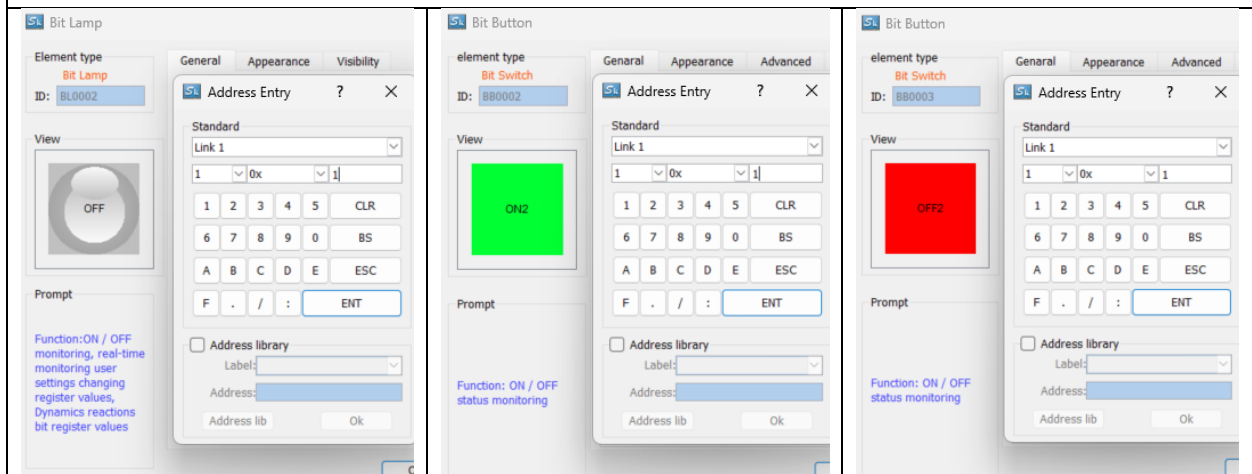 Sk Bit Lamp
Element type
Bit Lamp
ID: BL0002
General Appearance Visibility
View
OFF
Prompt
Function:ON / OFF
monitoring, real-time
monitoring user
settings changing
register values,
Dynamics reactions
bit register values
Sk Address Entry ? X
Standard
Link 1
1 0x 1
1 2 3 4 5 CLR
6 7 8 9 0 BS
A B C D E ESC
F . / : ENT
Address library
Label:
Address:
Address lib Ok
Sk Bit Button
element type
Bit Switch
ID: BB0002
General Appearance Advanced
View
ON2
Prompt
Function: ON / OFF
status monitoring
Sk Address Entry ? X
Standard
Link 1
1 0x 1
1 2 3 4 5 CLR
6 7 8 9 0 BS
A B C D E ESC
F . / : ENT
Address library
Label:
Address:
Address lib Ok
Sk Bit Button
element type
Bit Switch
ID: BB0003
General Appearance Advanced
View
OFF2
Prompt
Function: ON / OFF
status monitoring
Sk Address Entry ? X
Standard
Link 1
1 0x 1
1 2 3 4 5 CLR
6 7 8 9 0 BS
A B C D E ESC
F . / : ENT
Address library
Label:
Address:
Address lib Ok